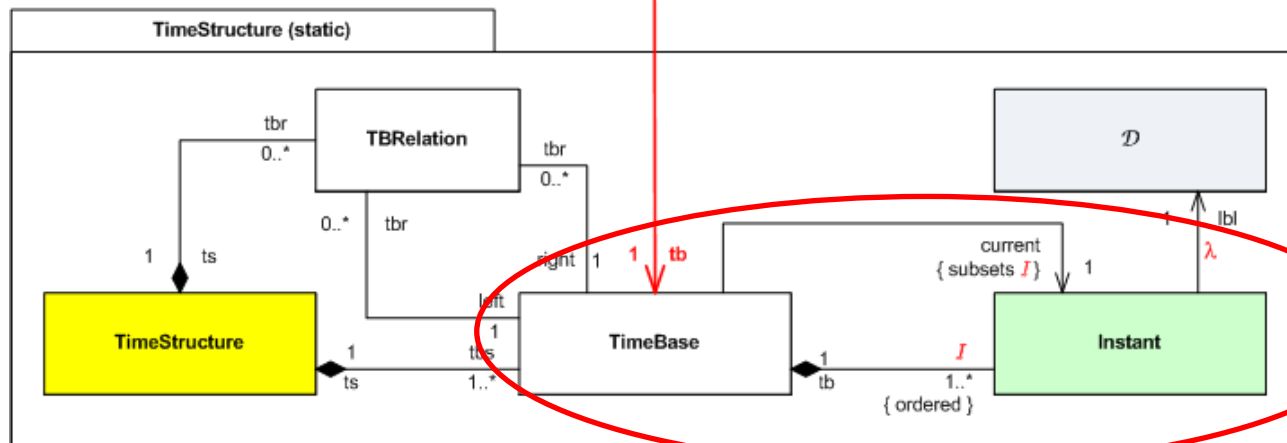 TimeStructure (static)
tbr
0..*
TBRelation
tbr
0..*
𝒟
0..*
tbr
1
lbl
λ
1
ts
right
1
1
tb
current
{ subsets I }
1
left
1
TimeStructure
1
ts
tbs
1..*
TimeBase
1
tb
I
1..*
{ ordered }
Instant